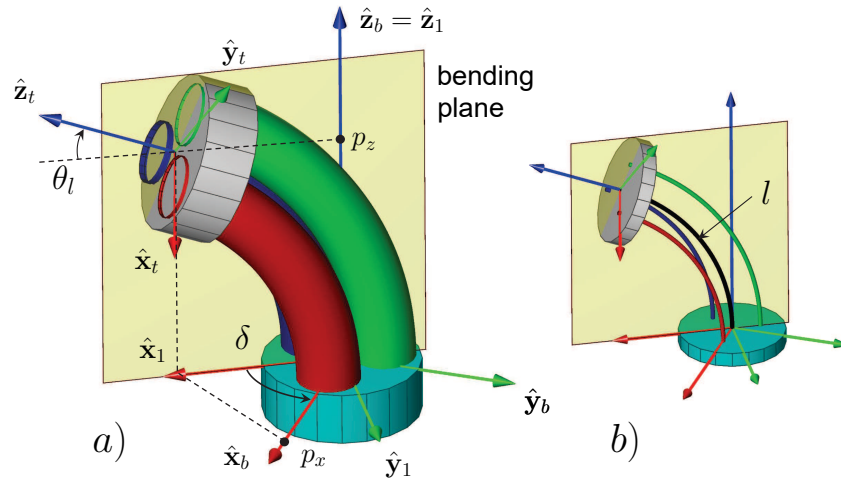 ŷ_t
ẑ_b = ẑ_1
ẑ_t
bending
plane
p_z
θ_l
l
x̂_t
x̂_1
δ
ŷ_b
a)
b)
x̂_b
p_x
ŷ_1